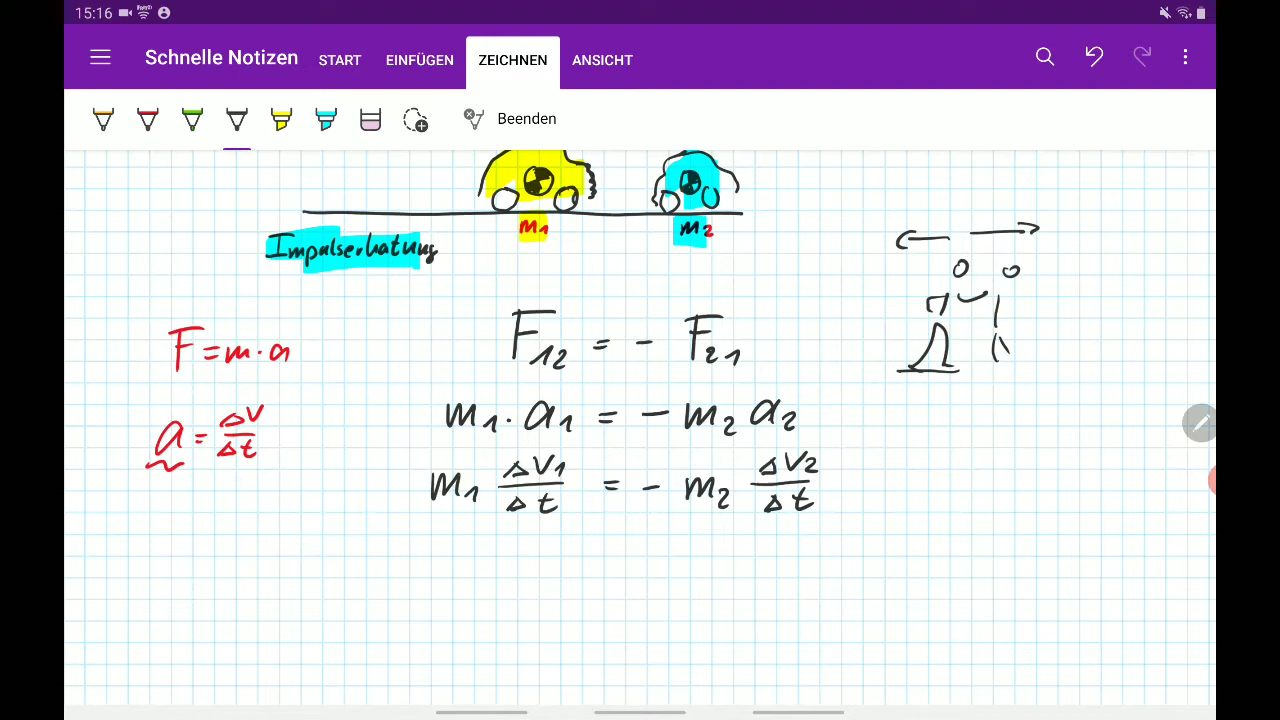 15:16
Schnelle Notizen START EINFÜGEN ZEICHNEN ANSICHT
Beenden
m1 m2
Impulserhatung
F = m · a
F12 = - F21
a = Δv/Δt
m1 · a1 = - m2 a2
m1 Δv1/Δt = - m2 Δv2/Δt